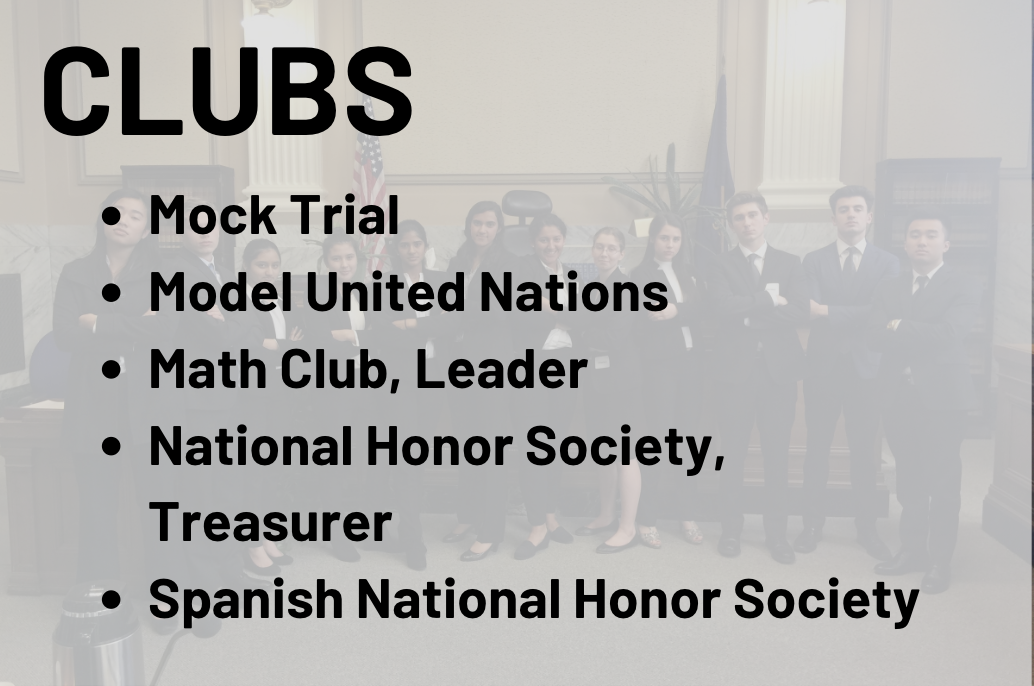 CLUBS
• Mock Trial
• Model United Nations
• Math Club, Leader
• National Honor Society,
Treasurer
• Spanish National Honor Society